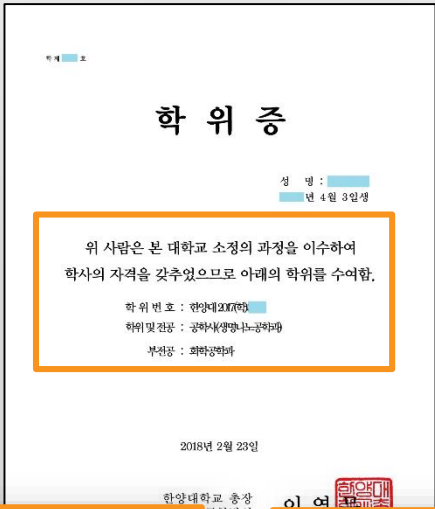 학 위 증
성 명 :
년 4월 3일생
위 사람은 본 대학교 소정의 과정을 이수하여
학사의 자격을 갖추었으므로 아래의 학위를 수여함.
학 위 번 호 : 한양대2017(학)
학위 및 전공 : 공학사(생명나노공학과)
부전공 : 화학공학과
2018년 2월 23일
한양대학교 총장
이 영